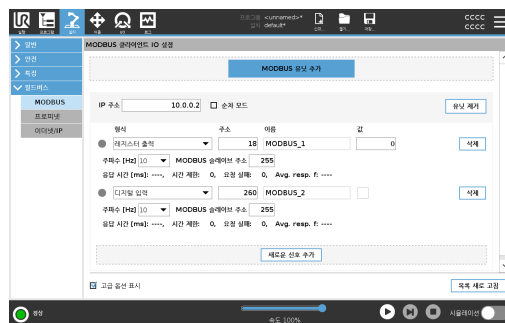 실행 프로그램 설치 이동 I/O 로그
프로그램 <unnamed>*
설치 default*
신규... 열기... 저장...
CCCC
CCCC
일반
안전
특성
필드버스
MODBUS
프로피넷
이더넷/IP
MODBUS 클라이언트 IO 설정
MODBUS 유닛 추가
IP 주소 10.0.0.2 순차 모드 유닛 제거
형식 주소 이름 값
레지스터 출력 18 MODBUS_1 0 삭제
주파수 [Hz] 10 MODBUS 슬레이브 주소 255
응답 시간 [ms]: ----, 시간 제한: 0, 요청 실패: 0, Avg. resp. f: ----
디지털 입력 260 MODBUS_2 삭제
주파수 [Hz] 10 MODBUS 슬레이브 주소 255
응답 시간 [ms]: ----, 시간 제한: 0, 요청 실패: 0, Avg. resp. f: ----
새로운 신호 추가
고급 옵션 표시 목록 새로 고침
정상
속도 100%
시뮬레이션